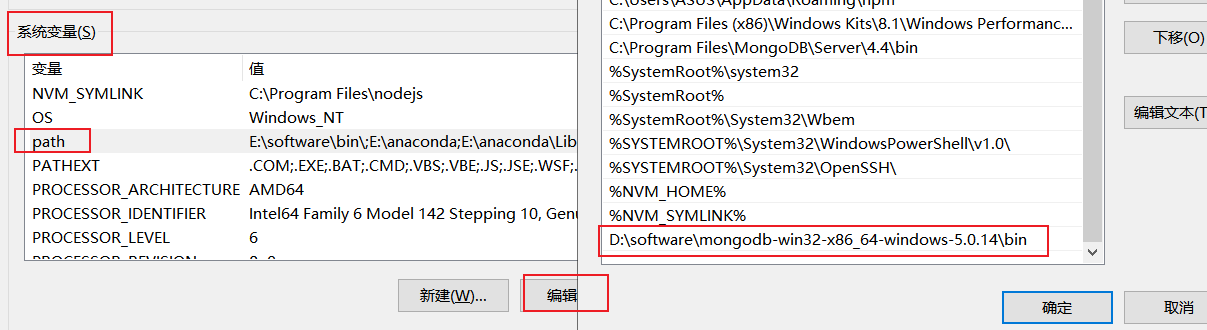 系统变量(S)
变量 值
NVM_SYMLINK C:\Program Files\nodejs
OS Windows_NT
path E:\software\bin\;E:\anaconda;E:\anaconda\Lib
PATHEXT .COM;.EXE;.BAT;.CMD;.VBS;.VBE;.JS;.JSE;.WSF;.
PROCESSOR_ARCHITECTURE AMD64
PROCESSOR_IDENTIFIER Intel64 Family 6 Model 142 Stepping 10, Genu
PROCESSOR_LEVEL 6
新建(W)...
编辑
C:\Users\ASUS\AppData\Roaming\npm
C:\Program Files (x86)\Windows Kits\8.1\Windows Performanc...
C:\Program Files\MongoDB\Server\4.4\bin
%SystemRoot%\system32
%SystemRoot%
%SystemRoot%\System32\Wbem
%SYSTEMROOT%\System32\WindowsPowerShell\v1.0\
%SYSTEMROOT%\System32\OpenSSH\
%NVM_HOME%
%NVM_SYMLINK%
D:\software\mongodb-win32-x86_64-windows-5.0.14\bin
下移(O)
编辑文本(T
确定
取消